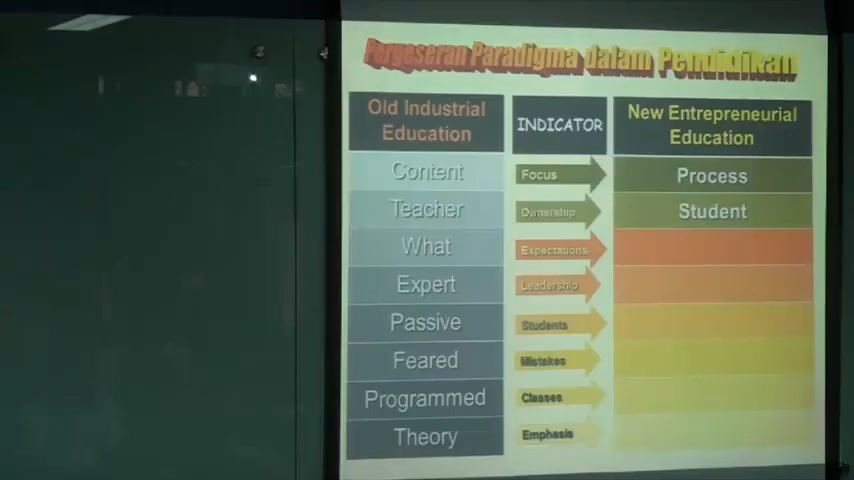 Pergeseran Paradigma dalam Pendidikan
Old Industrial
Education
INDICATOR
New Entrepreneurial
Education
Content
Focus
Process
Teacher
Ownership
Student
What
Expectations
Expert
Leadership
Passive
Students
Feared
Mistakes
Programmed
Classes
Theory
Emphasis